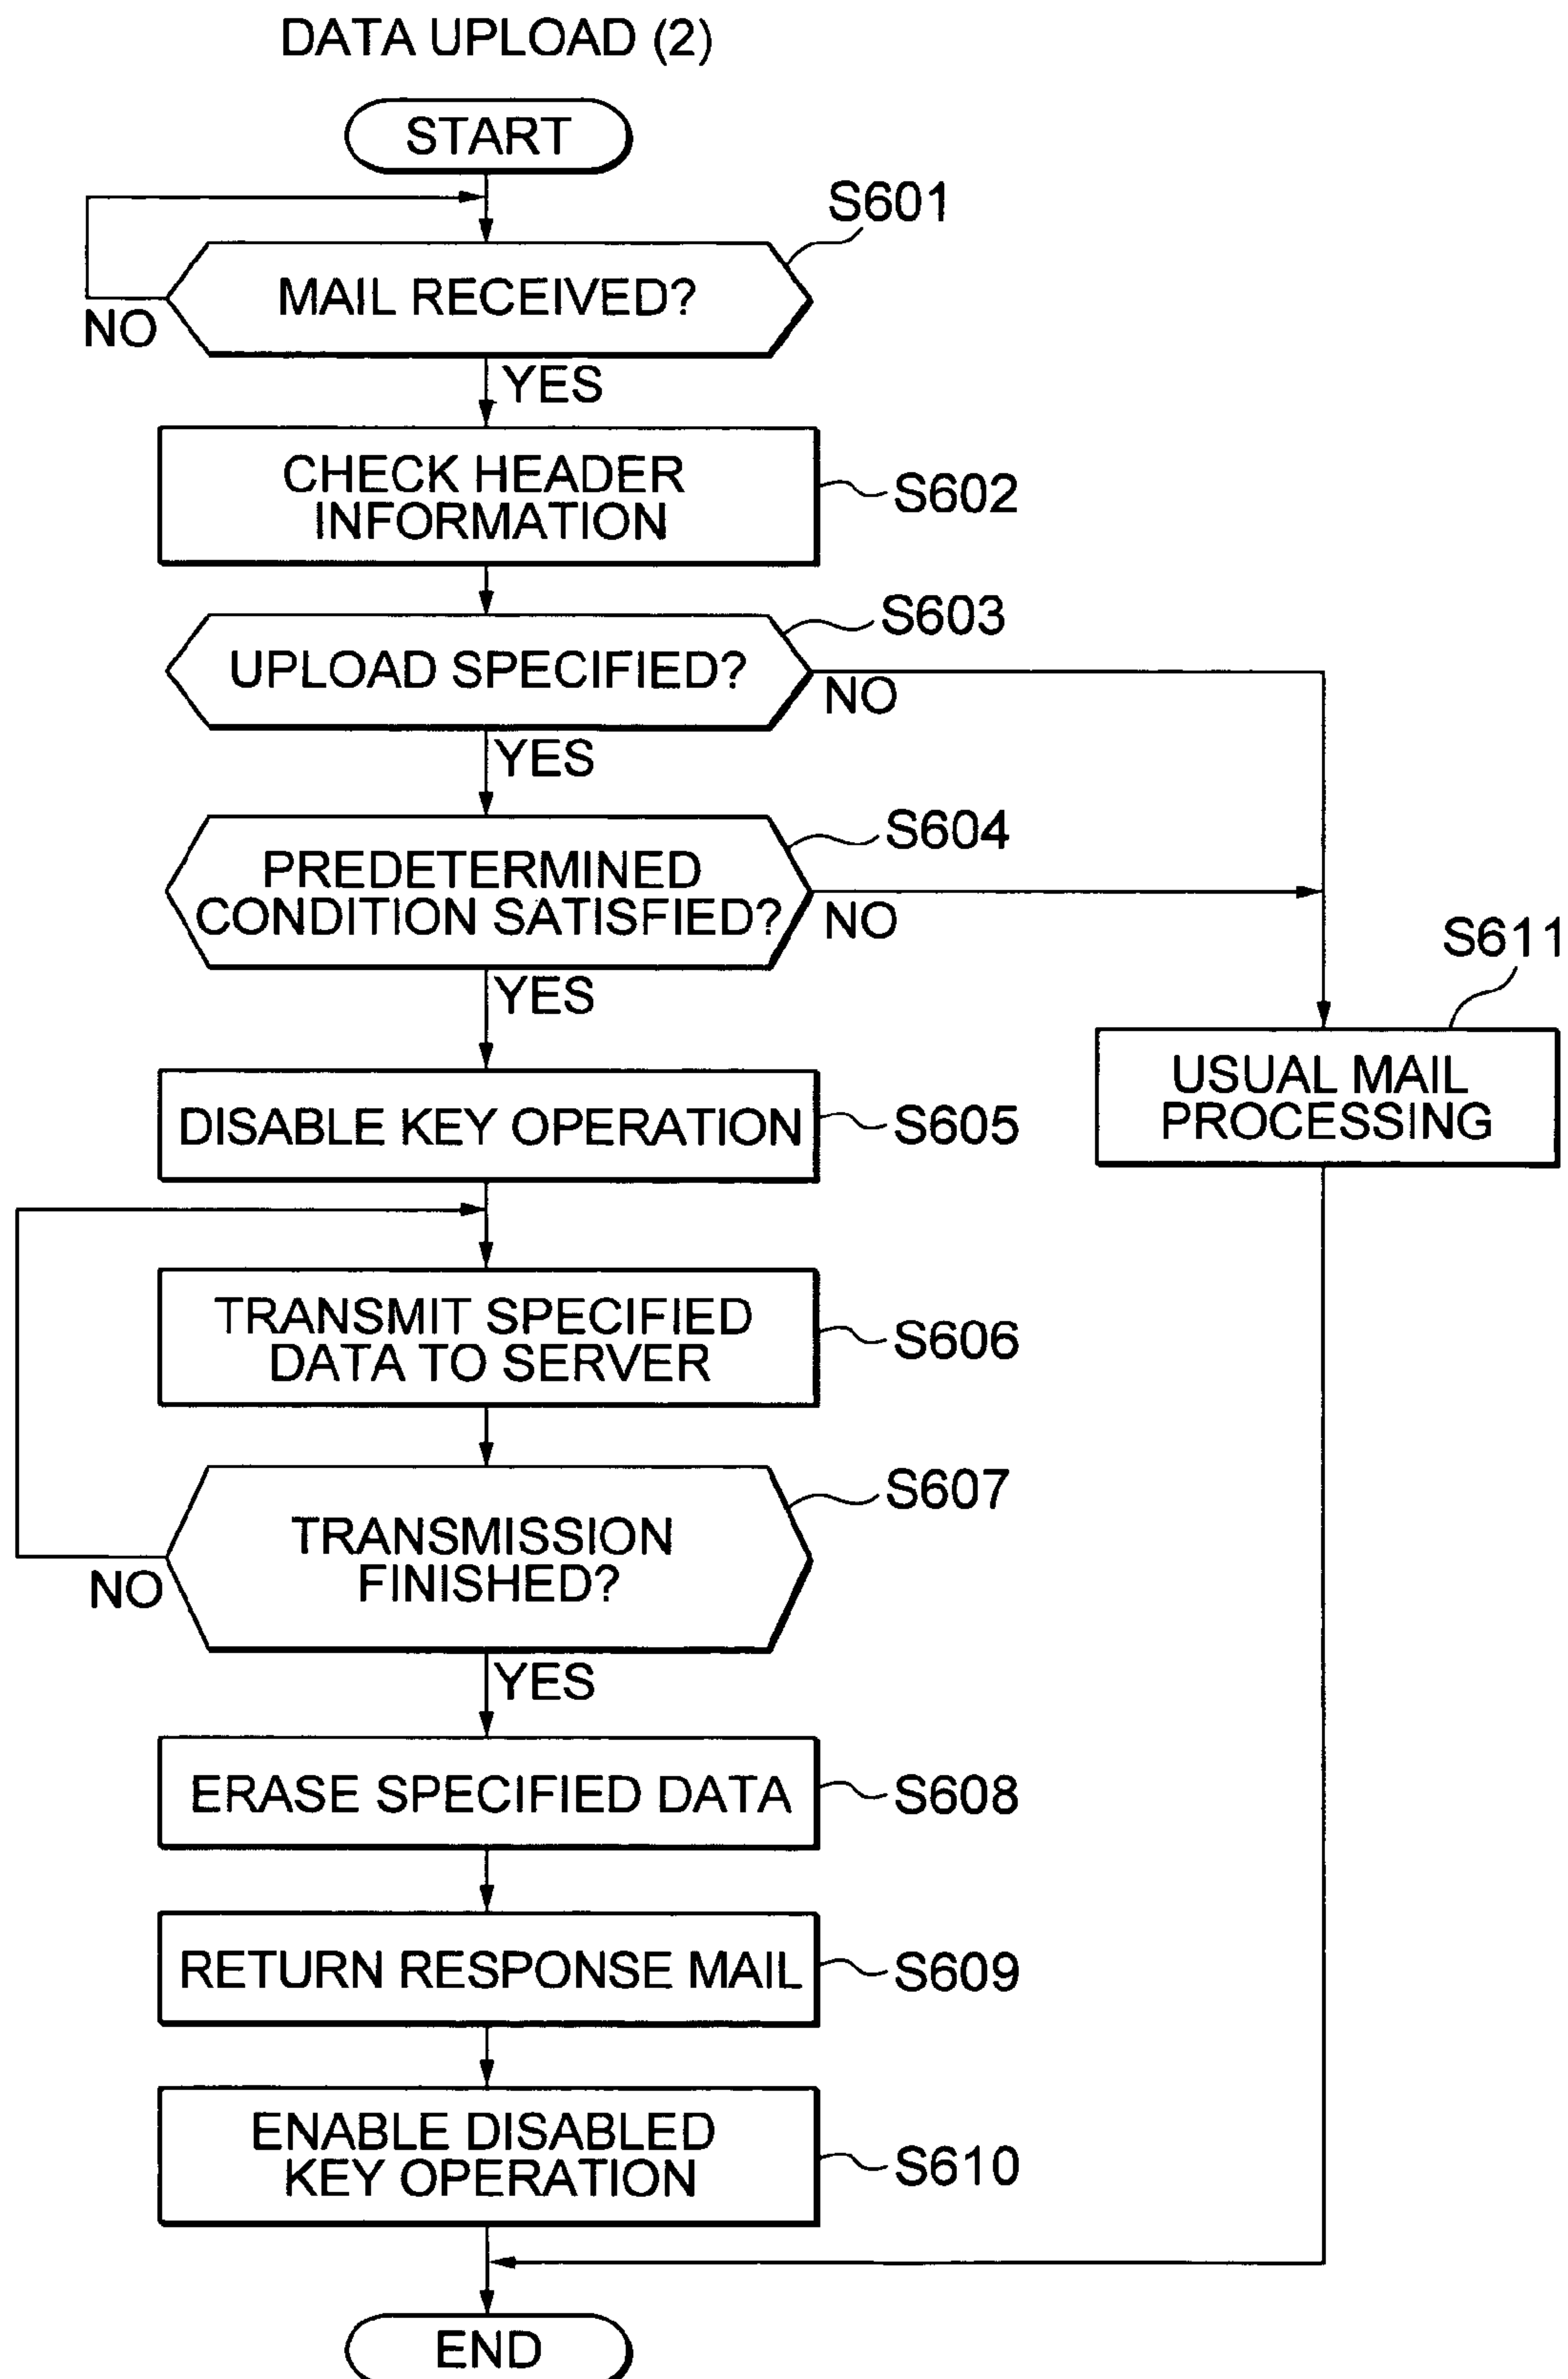 DATA UPLOAD (2)
START
S601
MAIL RECEIVED?
NO
YES
CHECK HEADER
INFORMATION
S602
S603
UPLOAD SPECIFIED?
NO
YES
S604
PREDETERMINED
CONDITION SATISFIED?
NO
YES
S611
USUAL MAIL
PROCESSING
DISABLE KEY OPERATION
S605
TRANSMIT SPECIFIED
DATA TO SERVER
S606
S607
TRANSMISSION
FINISHED?
NO
YES
ERASE SPECIFIED DATA
S608
RETURN RESPONSE MAIL
S609
ENABLE DISABLED
KEY OPERATION
S610
END